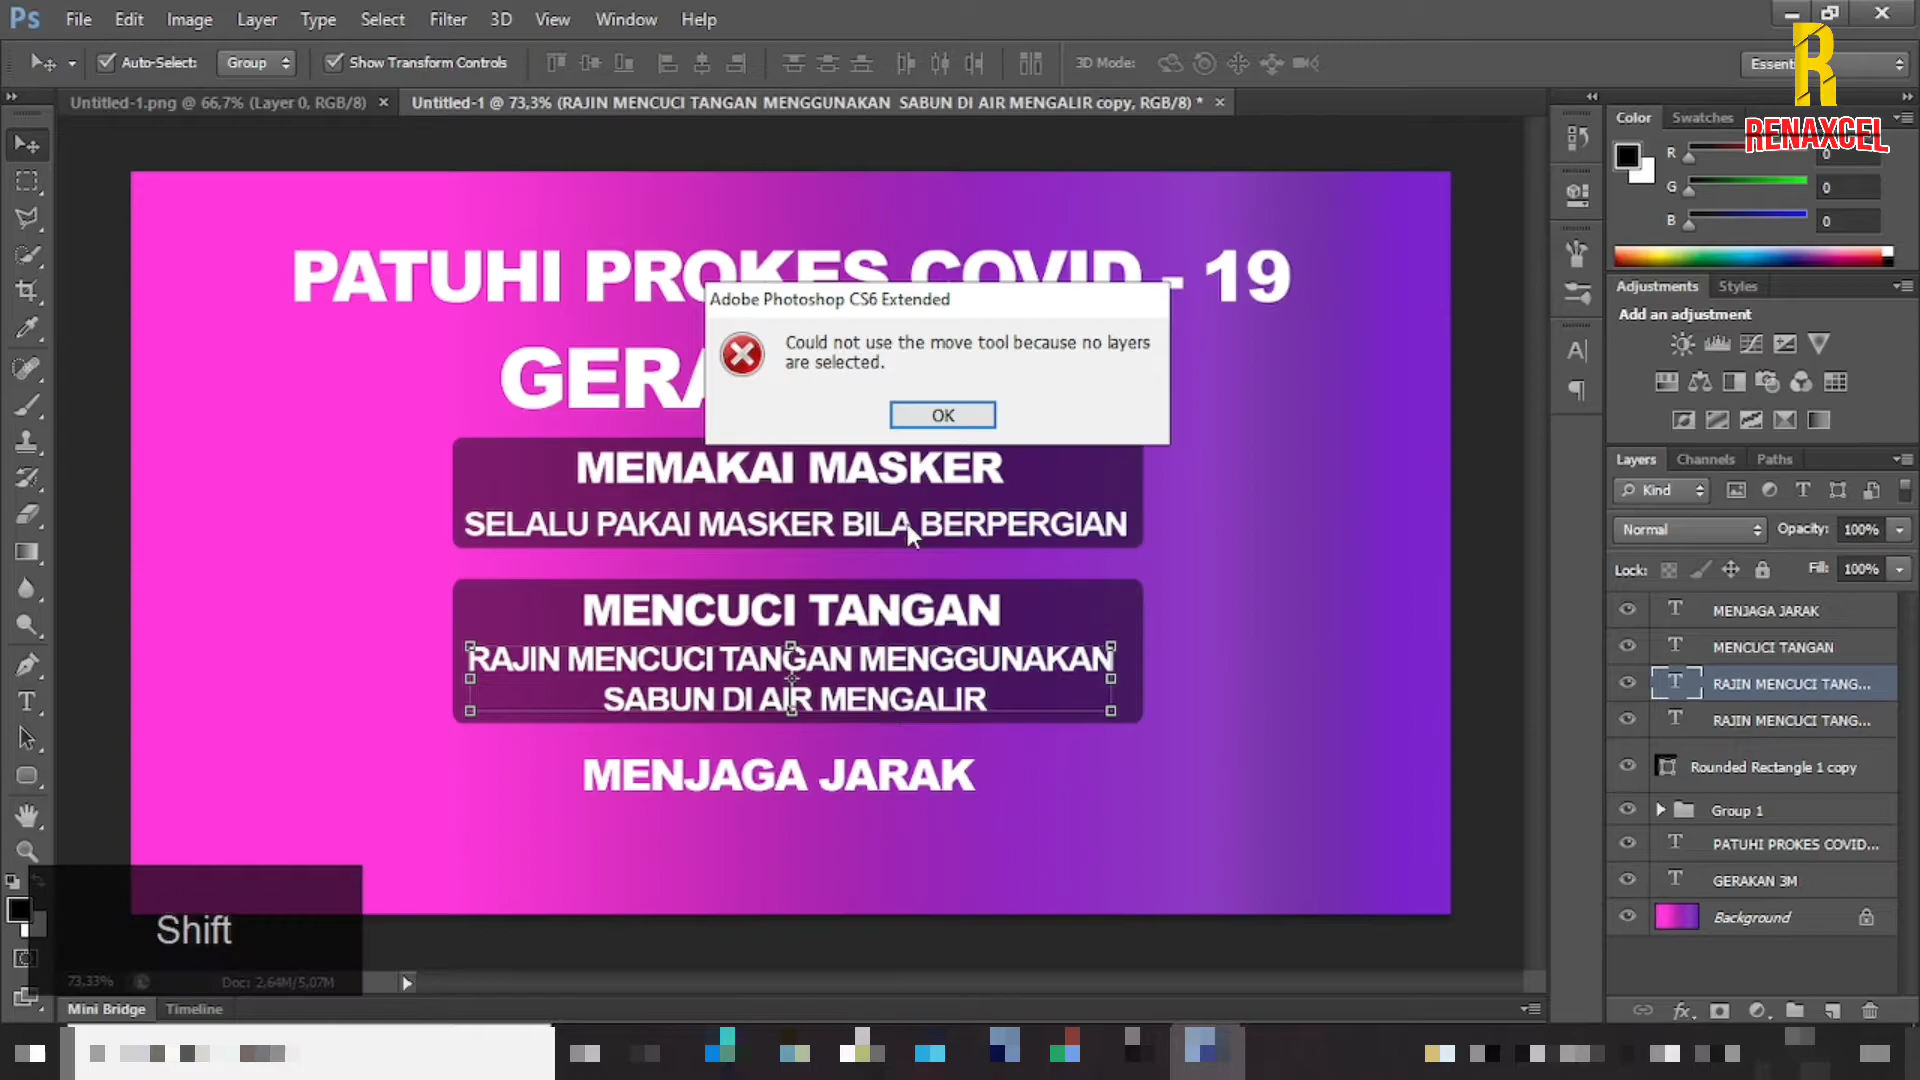 Ps File Edit Image Layer Type Select Filter 3D View Window Help
Auto-Select: Group Show Transform Controls 3D Mode: Essent
R
RENAXCEL
Untitled-1.png @ 66,7% (Layer 0, RGB/8) × Untitled-1 @ 73,3% (RAJIN MENCUCI TANGAN MENGGUNAKAN SABUN DI AIR MENGALIR copy, RGB/8) * ×
Color Swatches
R 0
G 0
B 0
Adjustments Styles
Add an adjustment
PATUHI PROKES COVID - 19
GERA
Adobe Photoshop CS6 Extended
Could not use the move tool because no layers
are selected.
OK
MEMAKAI MASKER
SELALU PAKAI MASKER BILA BERPERGIAN
MENCUCI TANGAN
RAJIN MENCUCI TANGAN MENGGUNAKAN
SABUN DI AIR MENGALIR
MENJAGA JARAK
Layers Channels Paths
Kind
Normal Opacity: 100%
Lock: Fill: 100%
T MENJAGA JARAK
T MENCUCI TANGAN
T RAJIN MENCUCI TANG...
T RAJIN MENCUCI TANG...
Rounded Rectangle 1 copy
Group 1
T PATUHI PROKES COVID...
T GERAKAN 3M
Background
Shift
73,33% Doc: 2,64M/5,07M
Mini Bridge Timeline